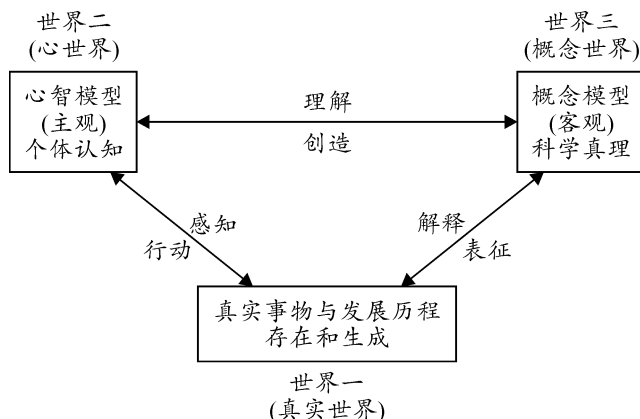 世界二
(心世界)
世界三
(概念世界)
心智模型
(主观)
个体认知
理解
创造
概念模型
(客观)
科学真理
感知
行动
解释
表征
真实事物与发展历程
存在和生成
世界一
(真实世界)